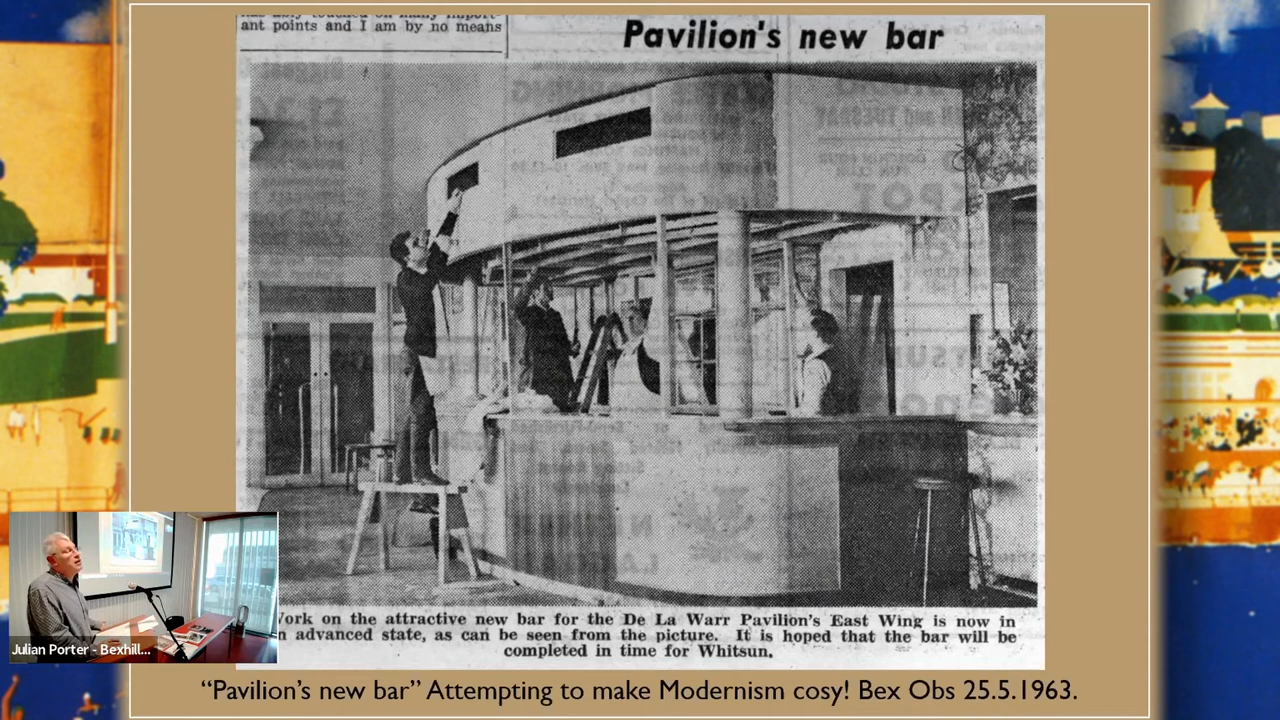 ant points and I am by no means
Pavilion's new bar
Work on the attractive new bar for the De La Warr Pavilion's East Wing is now in
advanced state, as can be seen from the picture. It is hoped that the bar will be
completed in time for Whitsun.
Julian Porter - Bexhill...
“Pavilion’s new bar” Attempting to make Modernism cosy! Bex Obs 25.5.1963.